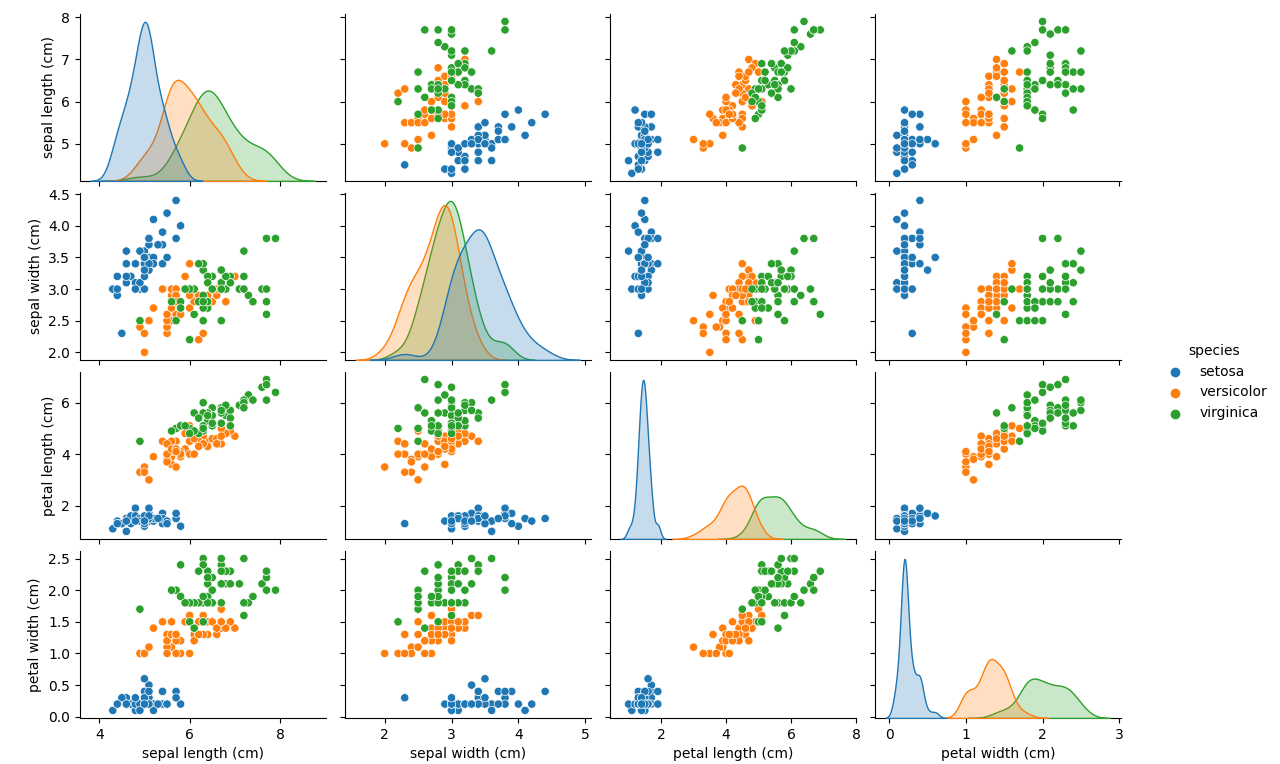 8
7
6
5
sepal length (cm)
4.5
4.0
3.5
3.0
2.5
2.0
sepal width (cm)
6
4
2
petal length (cm)
2.5
2.0
1.5
1.0
0.5
0.0
petal width (cm)
4 6 8
sepal length (cm)
2 3 4 5
sepal width (cm)
2 4 6 8
petal length (cm)
0 1 2 3
petal width (cm)
species
setosa
versicolor
virginica